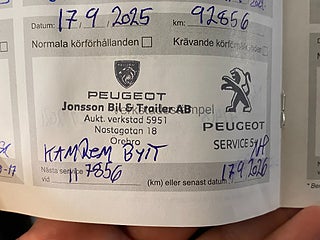 Datum: 17/9/2025 km: 92856
Normala körförhållanden Krävande körförhållanden
PEUGEOT
Jonsson Bil & Trailer AB
Aukt. verkstad 5951
Nastagatan 18
Örebro
PEUGEOT
SERVICE
KAMREM BYTT
Nästa service
vid 117856 (km) eller senast datum 17/9 2026